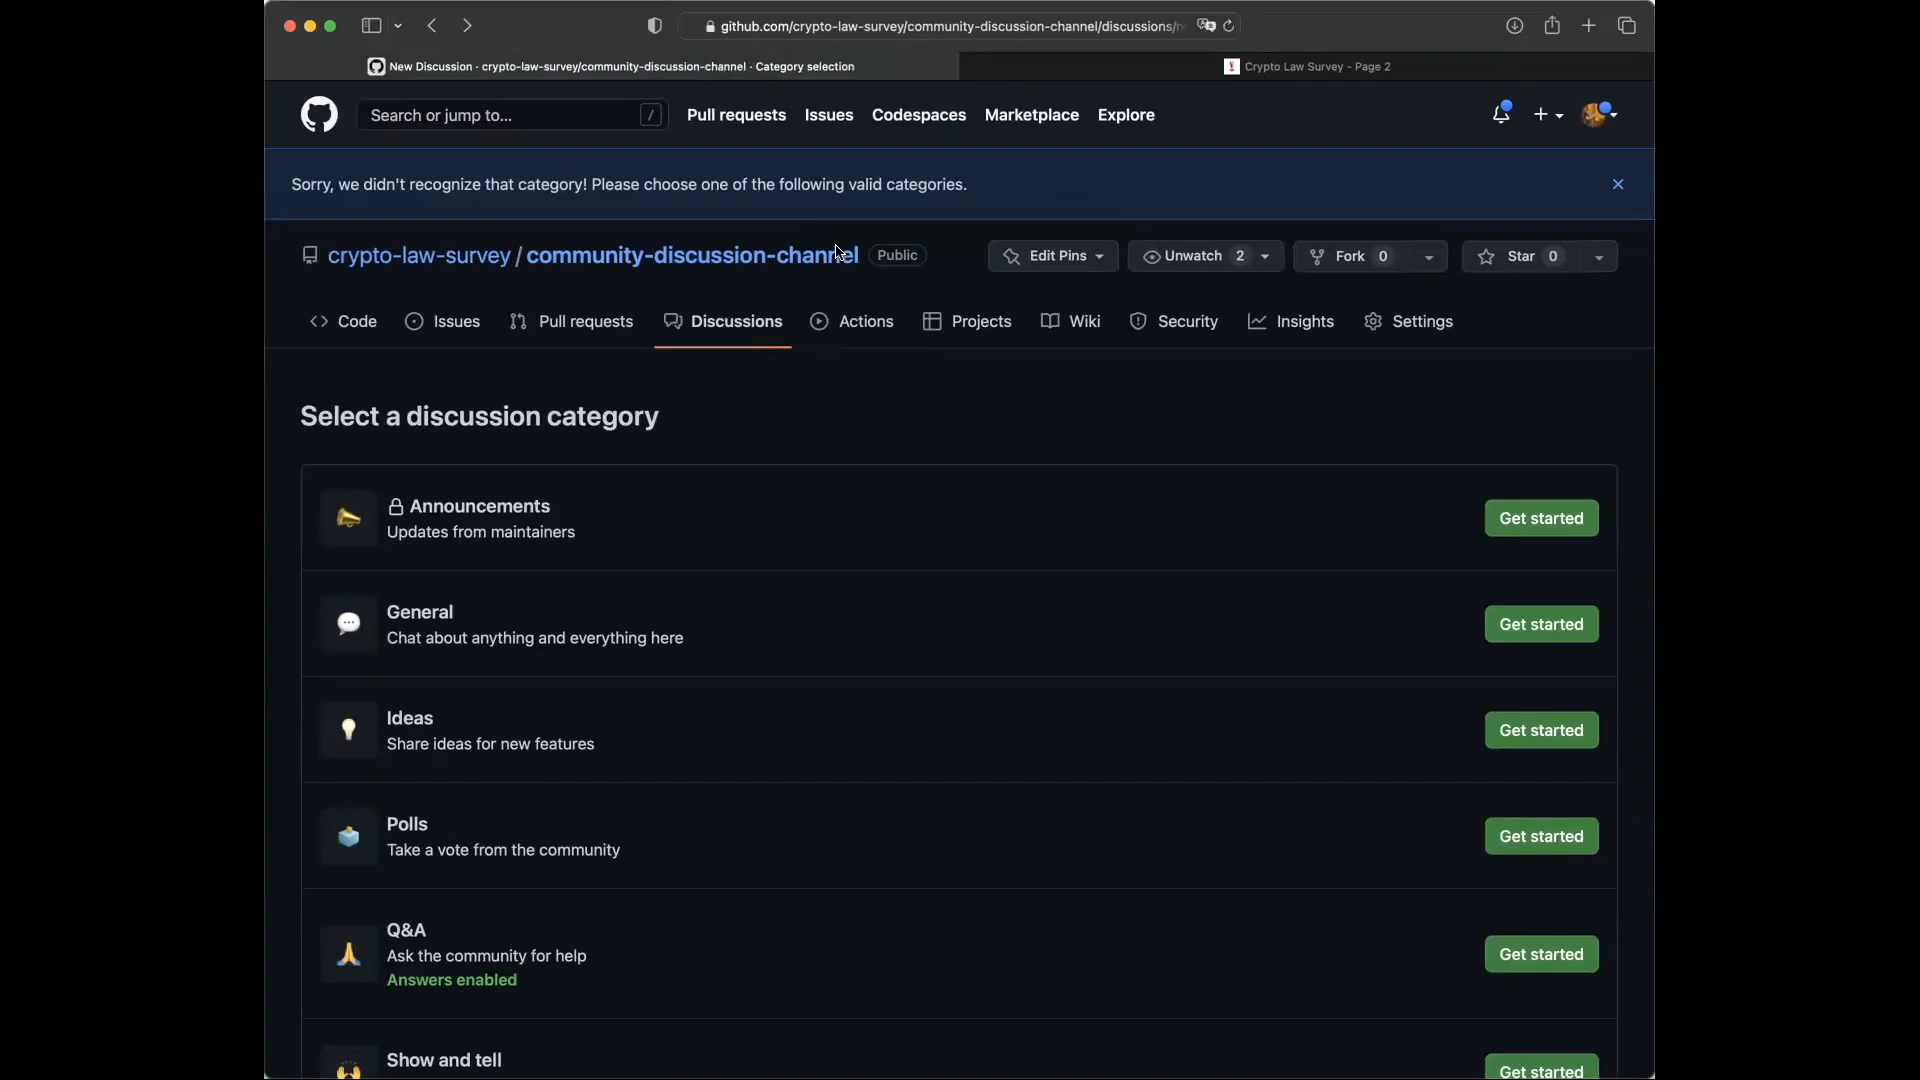 github.com/crypto-law-survey/community-discussion-channel/discussions/
New Discussion · crypto-law-survey/community-discussion-channel · Category selection
Crypto Law Survey - Page 2
Search or jump to... /
Pull requests Issues Codespaces Marketplace Explore
Sorry, we didn't recognize that category! Please choose one of the following valid categories.
crypto-law-survey / community-discussion-channel Public
Edit Pins Unwatch 2 Fork 0 Star 0
Code Issues Pull requests Discussions Actions Projects Wiki Security Insights Settings
Select a discussion category
Announcements
Updates from maintainers
Get started
General
Chat about anything and everything here
Get started
Ideas
Share ideas for new features
Get started
Polls
Take a vote from the community
Get started
Q&A
Ask the community for help
Answers enabled
Get started
Show and tell
Get started